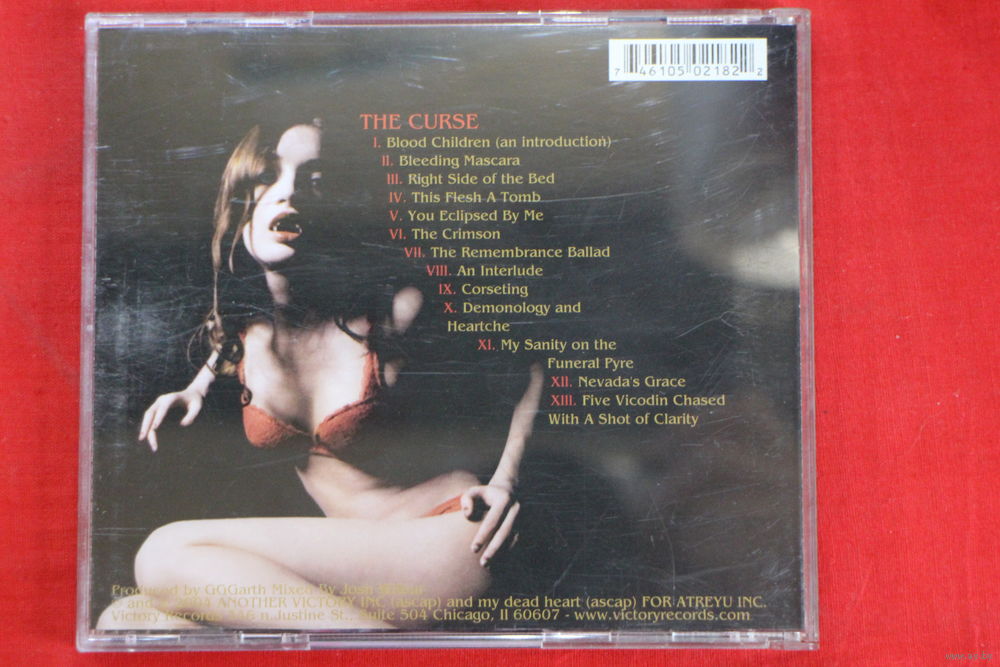 7 46105 02182 2
THE CURSE
I. Blood Children (an introduction)
II. Bleeding Mascara
III. Right Side of the Bed
IV. This Flesh A Tomb
V. You Eclipsed By Me
VI. The Crimson
VII. The Remembrance Ballad
VIII. An Interlude
IX. Corseting
X. Demonology and
Heartche
XI. My Sanity on the
Funeral Pyre
XII. Nevada's Grace
XIII. Five Vicodin Chased
With A Shot of Clarity
Produced by GGGarth Mixed By Josh
© and 2004 ANOTHER VICTORY INC. (ascap) and my dead heart (ascap) FOR ATREYU INC.
Victory Records 346 n.Justine St., Suite 504 Chicago, Il 60607 - www.victoryrecords.com